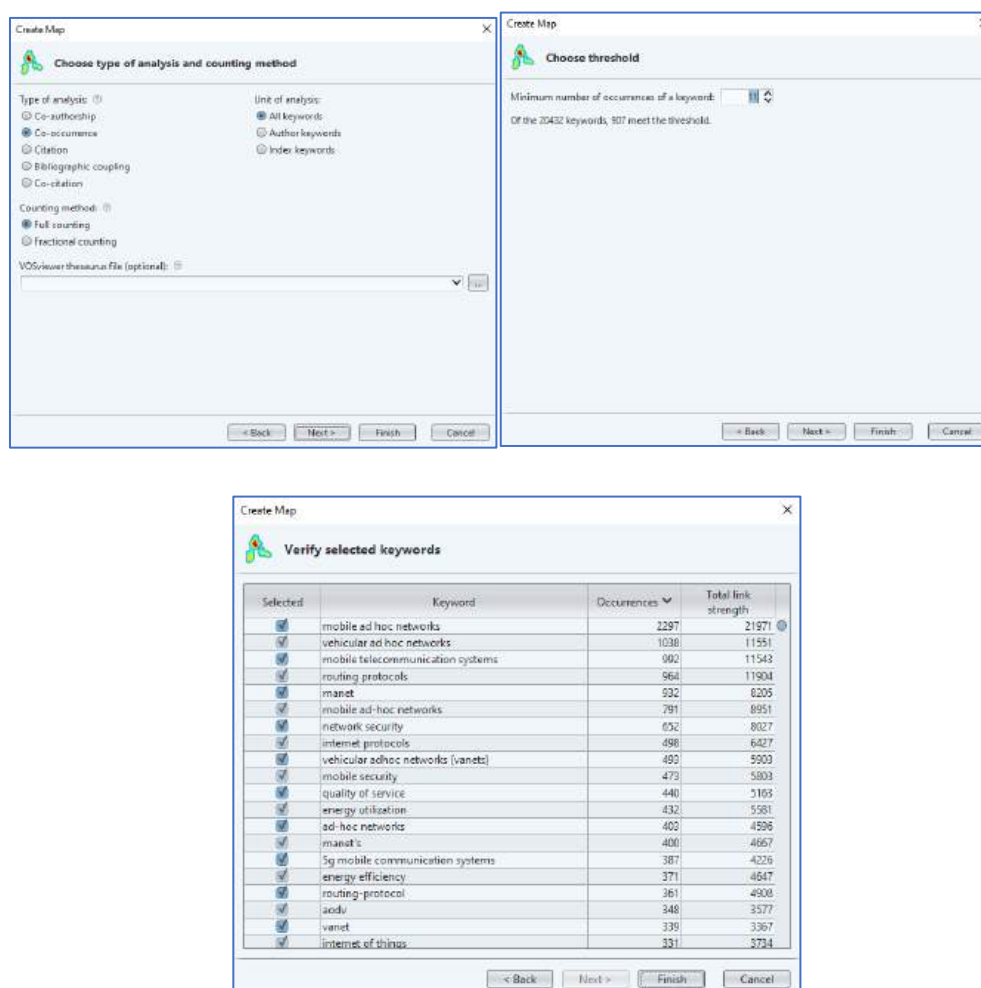 Create Map
Choose type of analysis and counting method
Type of analysis:
Co-authorship
Co-occurrence
Citation
Bibliographic coupling
Co-citation
Unit of analysis:
All keywords
Author keywords
Index keywords
Counting method:
Full counting
Fractional counting
VOSviewer thesaurus file (optional):
< Back Next > Finish Cancel
Create Map
Choose threshold
Minimum number of occurrences of a keyword: 11
Of the 20432 keywords, 907 meet the threshold.
< Back Next > Finish Cancel
Create Map
Verify selected keywords
Selected Keyword Occurrences Total link strength
mobile ad hoc networks 2297 21971
vehicular ad hoc networks 1038 11551
mobile telecommunication systems 992 11543
routing protocols 964 11904
manet 932 8205
mobile ad-hoc networks 791 8951
network security 652 8027
internet protocols 498 6427
vehicular adhoc networks (vanets) 493 5903
mobile security 473 5803
quality of service 440 5163
energy utilization 432 5581
ad-hoc networks 403 4596
manet's 400 4667
5g mobile communication systems 387 4226
energy efficiency 371 4647
routing-protocol 361 4908
aodv 348 3577
vanet 339 3367
internet of things 331 3734
< Back Next > Finish Cancel